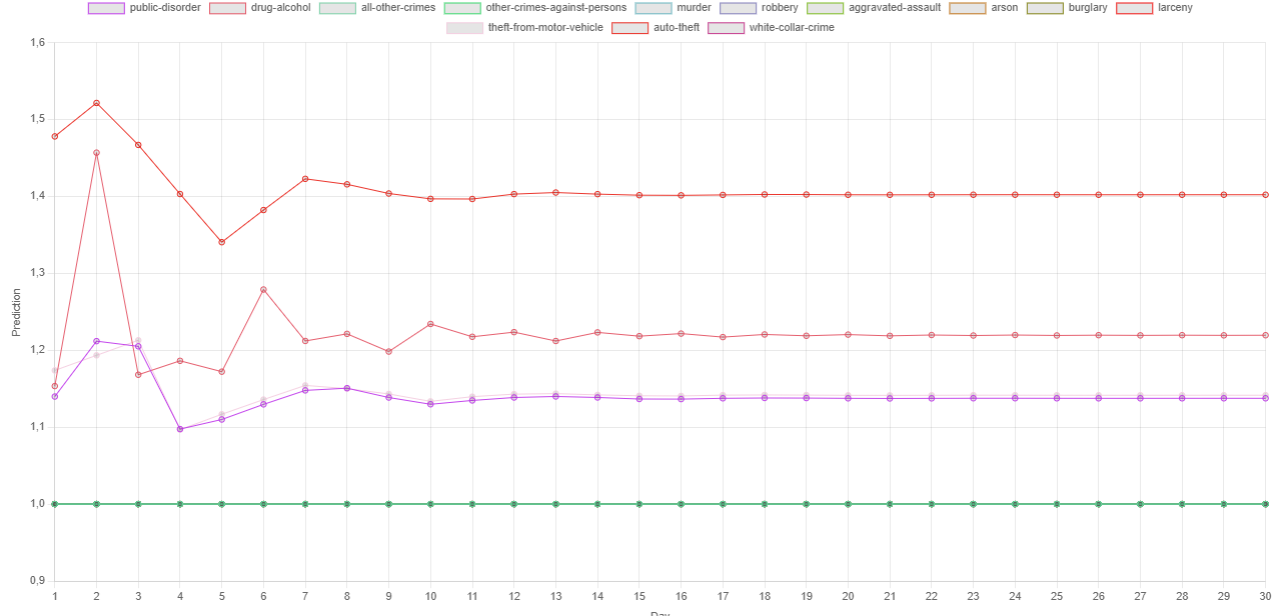 public-disorder drug-alcohol all-other-crimes other-crimes-against-persons murder robbery aggravated-assault arson burglary larceny
theft-from-motor-vehicle auto-theft white-collar-crime
1,6
1,5
1,4
1,3
Prediction
1,2
1,1
1,0
0,9
1 2 3 4 5 6 7 8 9 10 11 12 13 14 15 16 17 18 19 20 21 22 23 24 25 26 27 28 29 30
Day